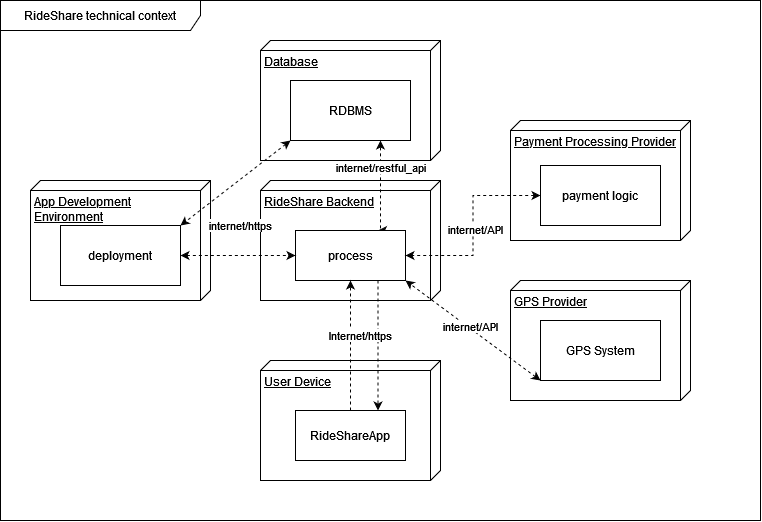 RideShare technical context
Database
RDBMS
internet/restful_api
Payment Processing Provider
payment logic
App Development
Environment
deployment
internet/https
RideShare Backend
process
internet/API
GPS Provider
GPS System
internet/API
Internet/https
User Device
RideShareApp